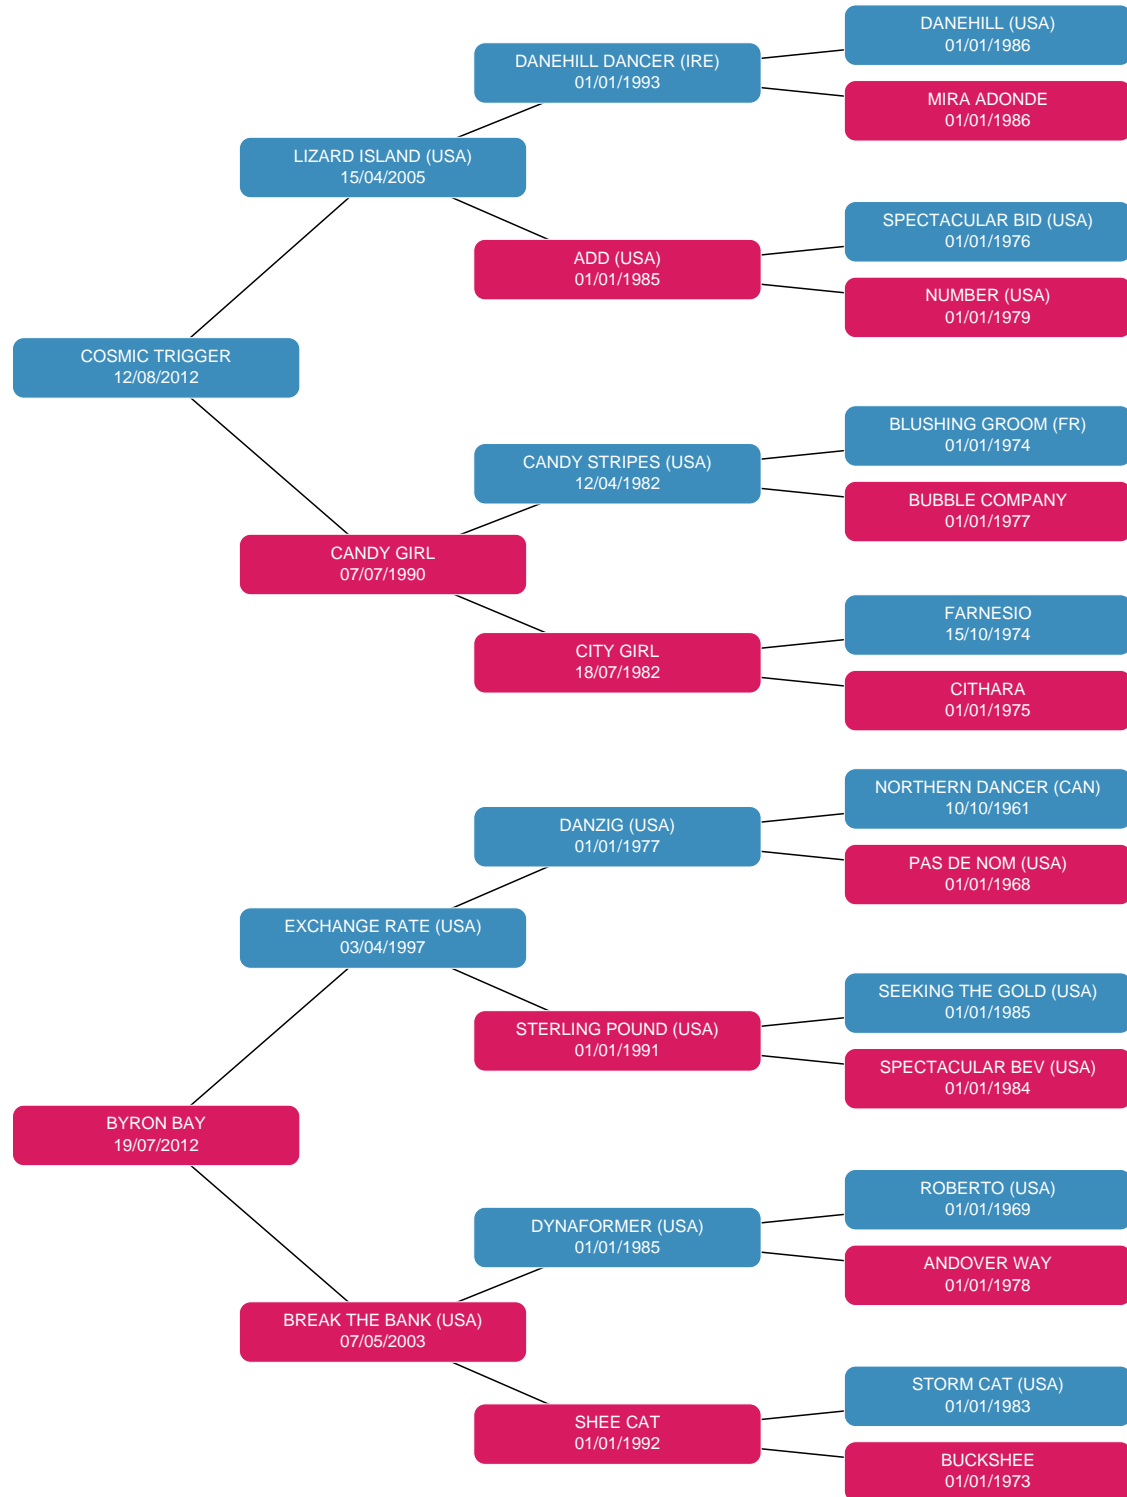 DANEHILL (USA)
01/01/1986
DANEHILL DANCER (IRE)
01/01/1993
MIRA ADONDE
01/01/1986
LIZARD ISLAND (USA)
15/04/2005
SPECTACULAR BID (USA)
01/01/1976
ADD (USA)
01/01/1985
NUMBER (USA)
01/01/1979
COSMIC TRIGGER
12/08/2012
BLUSHING GROOM (FR)
01/01/1974
CANDY STRIPES (USA)
12/04/1982
BUBBLE COMPANY
01/01/1977
CANDY GIRL
07/07/1990
FARNESIO
15/10/1974
CITY GIRL
18/07/1982
CITHARA
01/01/1975
NORTHERN DANCER (CAN)
10/10/1961
DANZIG (USA)
01/01/1977
PAS DE NOM (USA)
01/01/1968
EXCHANGE RATE (USA)
03/04/1997
SEEKING THE GOLD (USA)
01/01/1985
STERLING POUND (USA)
01/01/1991
SPECTACULAR BEV (USA)
01/01/1984
BYRON BAY
19/07/2012
ROBERTO (USA)
01/01/1969
DYNAFORMER (USA)
01/01/1985
ANDOVER WAY
01/01/1978
BREAK THE BANK (USA)
07/05/2003
STORM CAT (USA)
01/01/1983
SHEE CAT
01/01/1992
BUCKSHEE
01/01/1973